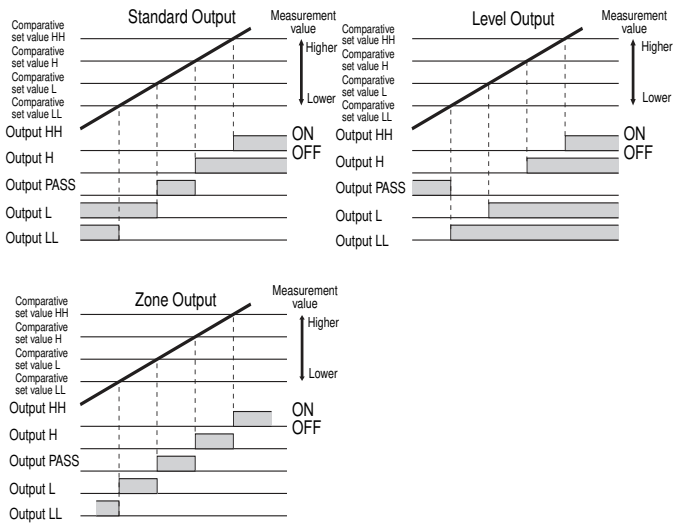 Standard Output
Measurement
value
Comparative
set value HH
Comparative
set value H
Comparative
set value L
Comparative
set value LL
Higher
Lower
Output HH
ON
OFF
Output H
Output PASS
Output L
Output LL
Level Output
Measurement
value
Comparative
set value HH
Comparative
set value H
Comparative
set value L
Comparative
set value LL
Higher
Lower
Output HH
ON
OFF
Output H
Output PASS
Output L
Output LL
Zone Output
Measurement
value
Comparative
set value HH
Comparative
set value H
Comparative
set value L
Comparative
set value LL
Higher
Lower
Output HH
ON
OFF
Output H
Output PASS
Output L
Output LL